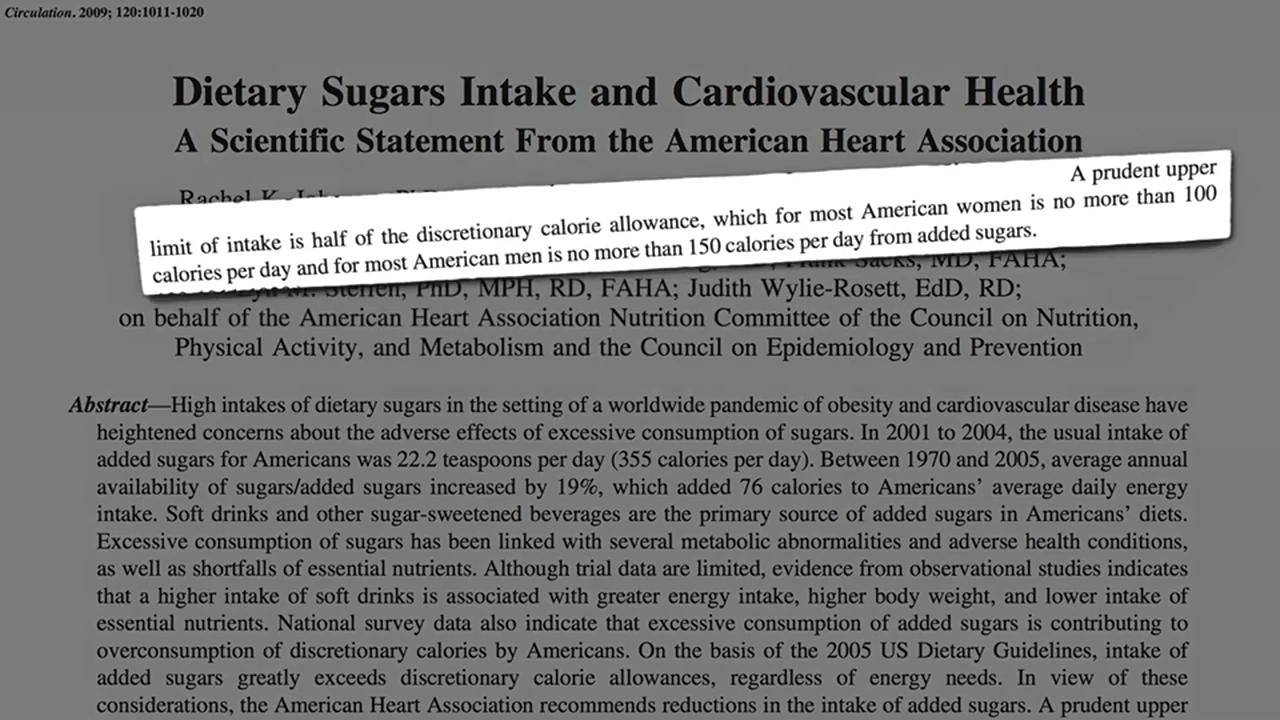 Circulation. 2009; 120:1011-1020
Dietary Sugars Intake and Cardiovascular Health
A Scientific Statement From the American Heart Association
Rachel K.
A prudent upper
limit of intake is half of the discretionary calorie allowance, which for most American women is no more than 100
calories per day and for most American men is no more than 150 calories per day from added sugars.
Frank Sacks, MD, FAHA;
Steffen, PhD, MPH, RD, FAHA; Judith Wylie-Rosett, EdD, RD;
on behalf of the American Heart Association Nutrition Committee of the Council on Nutrition,
Physical Activity, and Metabolism and the Council on Epidemiology and Prevention
Abstract—High intakes of dietary sugars in the setting of a worldwide pandemic of obesity and cardiovascular disease have
heightened concerns about the adverse effects of excessive consumption of sugars. In 2001 to 2004, the usual intake of
added sugars for Americans was 22.2 teaspoons per day (355 calories per day). Between 1970 and 2005, average annual
availability of sugars/added sugars increased by 19%, which added 76 calories to Americans’ average daily energy
intake. Soft drinks and other sugar-sweetened beverages are the primary source of added sugars in Americans’ diets.
Excessive consumption of sugars has been linked with several metabolic abnormalities and adverse health conditions,
as well as shortfalls of essential nutrients. Although trial data are limited, evidence from observational studies indicates
that a higher intake of soft drinks is associated with greater energy intake, higher body weight, and lower intake of
essential nutrients. National survey data also indicate that excessive consumption of added sugars is contributing to
overconsumption of discretionary calories by Americans. On the basis of the 2005 US Dietary Guidelines, intake of
added sugars greatly exceeds discretionary calorie allowances, regardless of energy needs. In view of these
considerations, the American Heart Association recommends reductions in the intake of added sugars. A prudent upper